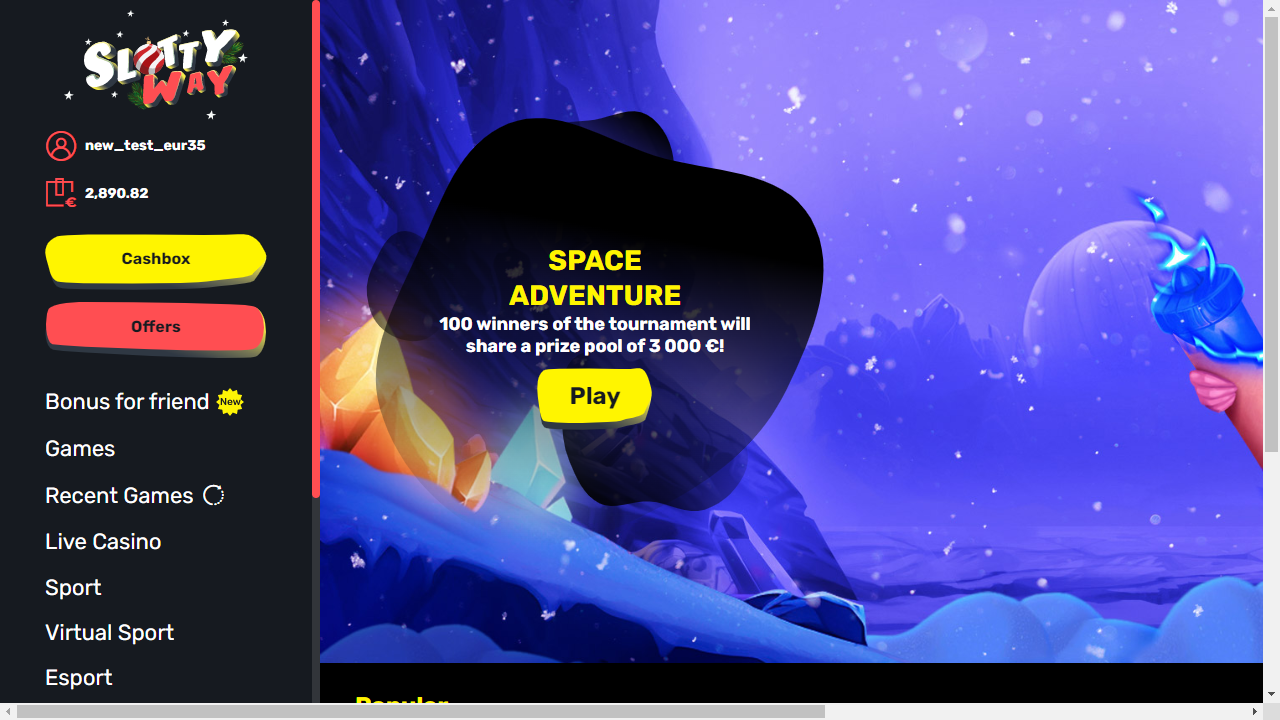 SLOTTY
WAY
new_test_eur35
€
2,890.82
Cashbox
Offers
Bonus for friend New
Games
Recent Games
Live Casino
Sport
Virtual Sport
Esport
SPACE
ADVENTURE
100 winners of the tournament will
share a prize pool of 3 000 €!
Play
Popular